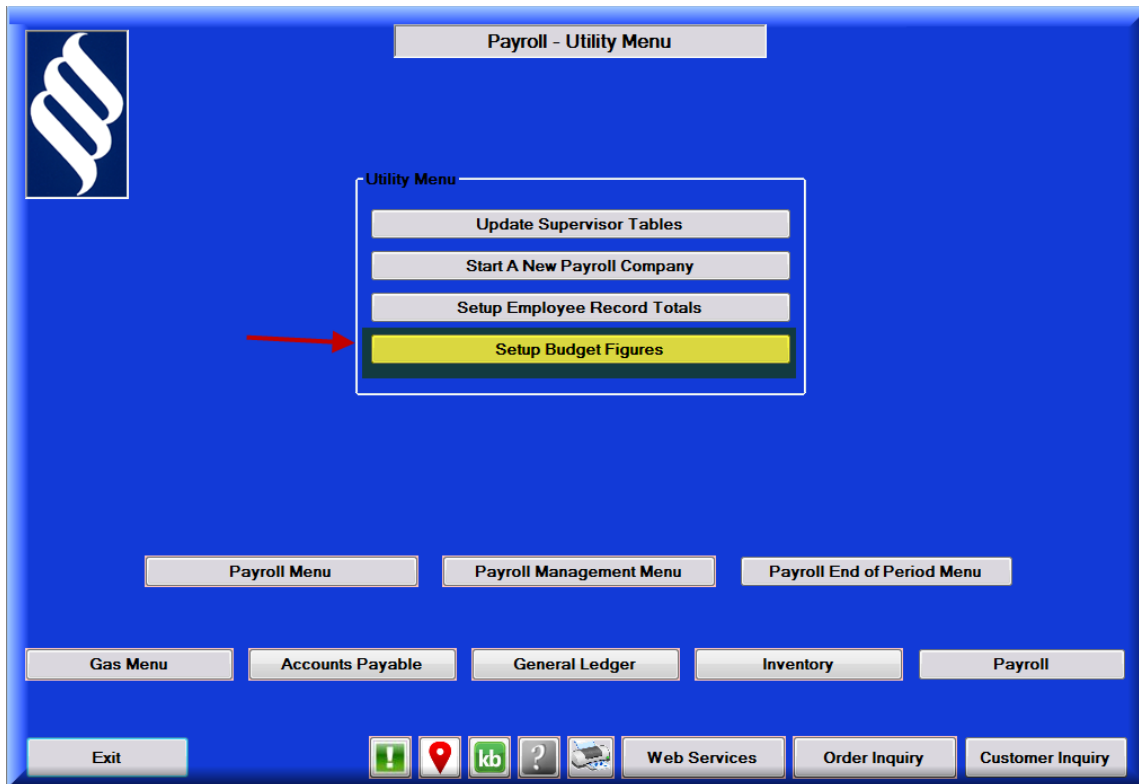 Payroll - Utility Menu
Utility Menu
Update Supervisor Tables
Start A New Payroll Company
Setup Employee Record Totals
Setup Budget Figures
Payroll Menu
Payroll Management Menu
Payroll End of Period Menu
Gas Menu
Accounts Payable
General Ledger
Inventory
Payroll
Exit
!
kb
?
Web Services
Order Inquiry
Customer Inquiry